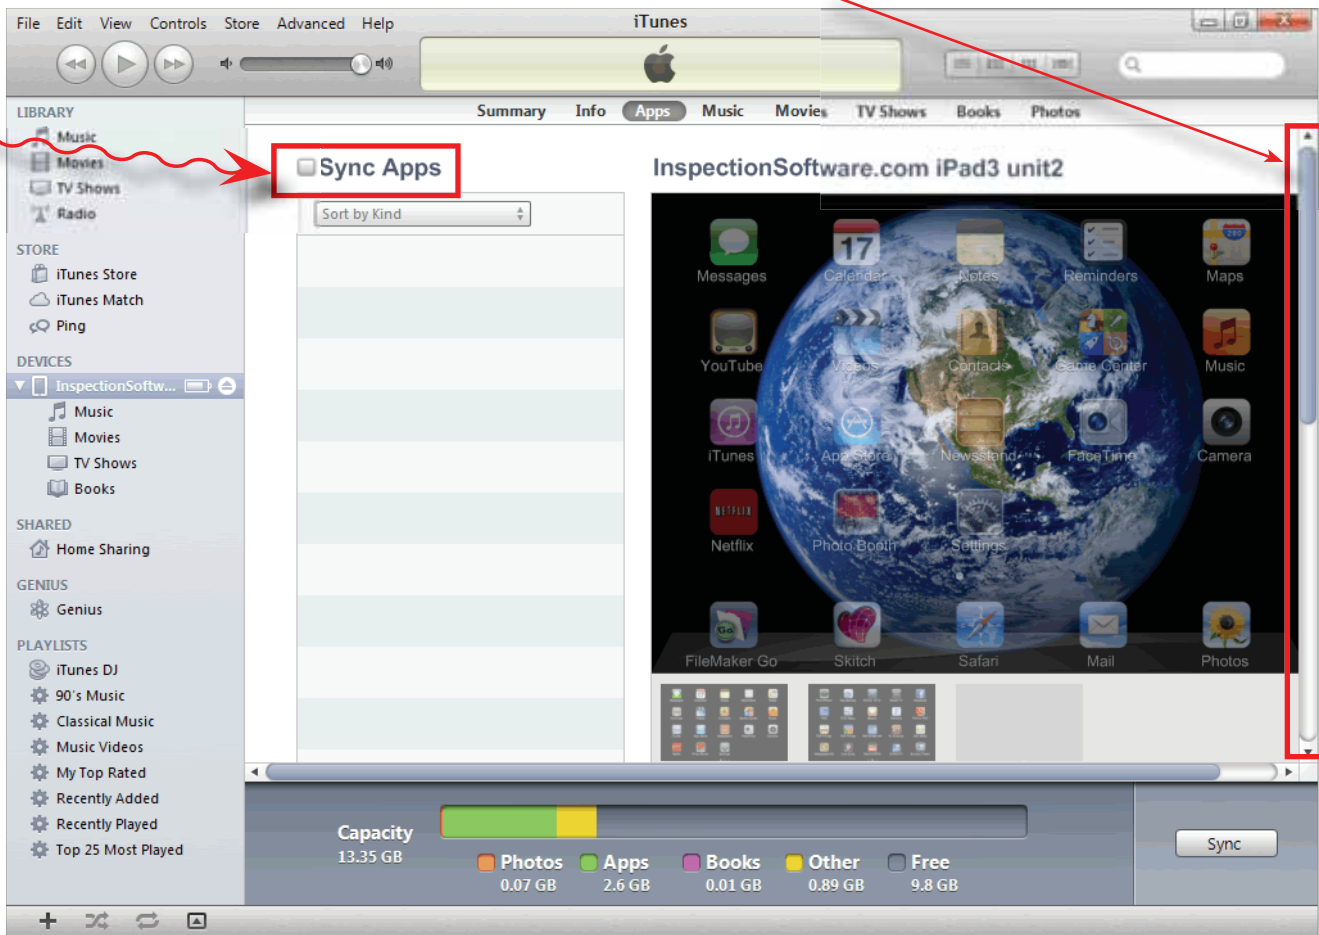 File Edit View Controls Store Advanced Help
iTunes
LIBRARY
Music
Movies
TV Shows
Radio
STORE
iTunes Store
iTunes Match
Ping
DEVICES
InspectionSoftw...
Music
Movies
TV Shows
Books
SHARED
Home Sharing
GENIUS
Genius
PLAYLISTS
iTunes DJ
90's Music
Classical Music
Music Videos
My Top Rated
Recently Added
Recently Played
Top 25 Most Played
Summary Info Apps Music Movies TV Shows Books Photos
Sync Apps
Sort by Kind
InspectionSoftware.com iPad3 unit2
17
280
Messages Calendar Notes Reminders Maps
YouTube Videos Contacts Game Center Music
iTunes App Store Newsstand FaceTime Camera
NETFLIX
Netflix Photo Booth Settings
Go
FileMaker Go Skitch Safari Mail Photos
Capacity
13.35 GB
Photos Apps Books Other Free
0.07 GB 2.6 GB 0.01 GB 0.89 GB 9.8 GB
Sync